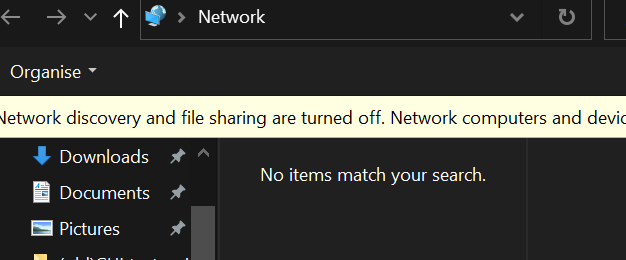 Network
Organise
Network discovery and file sharing are turned off. Network computers and
Downloads
No items match your search.
Documents
Pictures